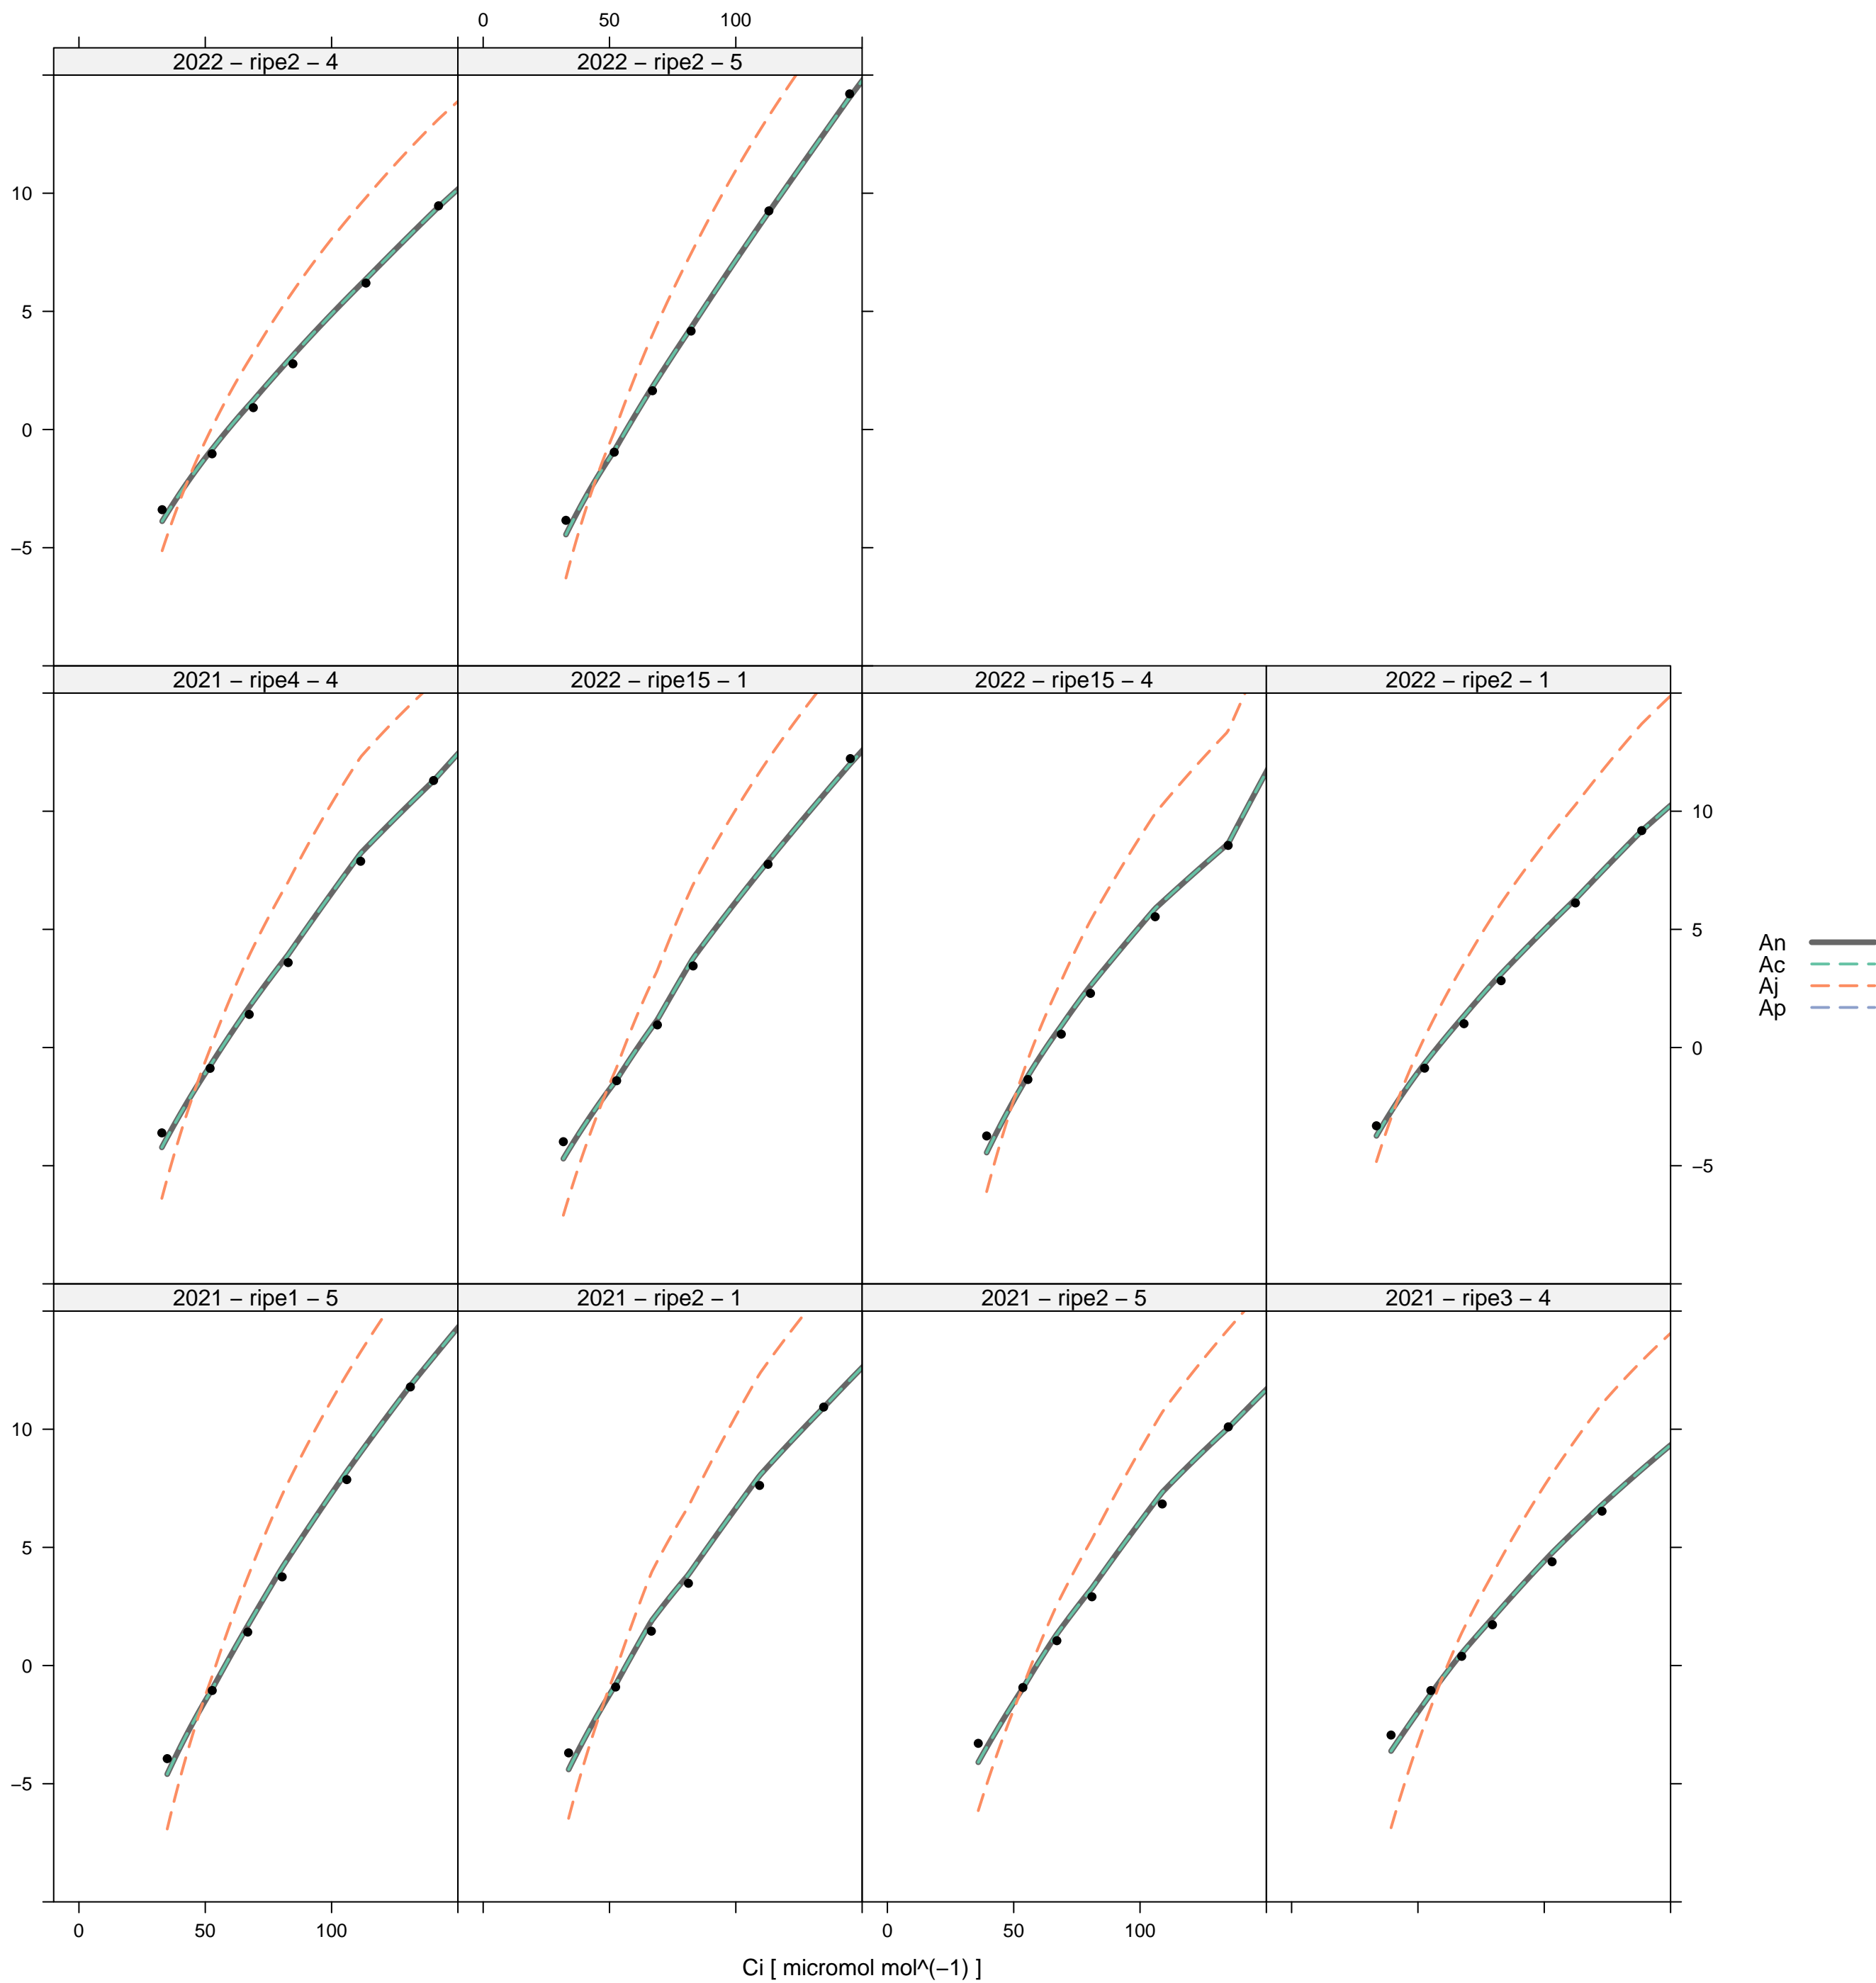 0 50 100
2022 − ripe2 − 4 2022 − ripe2 − 5
10
5
0
−5
2021 − ripe4 − 4 2022 − ripe15 − 1 2022 − ripe15 − 4 2022 − ripe2 − 1
10
5
0
−5
An
Ac
Aj
Ap
2021 − ripe1 − 5 2021 − ripe2 − 1 2021 − ripe2 − 5 2021 − ripe3 − 4
10
5
0
−5
0 50 100 0 50 100
Ci [ micromol mol^(−1) ]